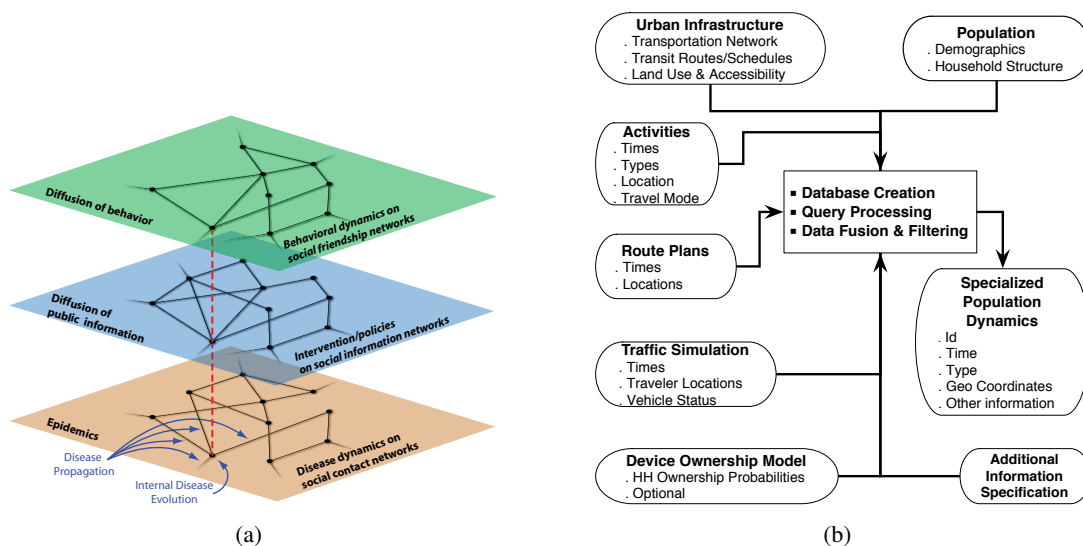 Diffusion of behavior
Behavioral dynamics on
social friendship networks
Diffusion of
public information
Intervention/policies
on social information networks
Epidemics
Disease dynamics on
social contact networks
Disease
Propagation
Internal Disease
Evolution
(a)
Urban Infrastructure
. Transportation Network
. Transit Routes/Schedules
. Land Use & Accessibility
Population
. Demographics
. Household Structure
Activities
. Times
. Types
. Location
. Travel Mode
▪ Database Creation
▪ Query Processing
▪ Data Fusion & Filtering
Route Plans
. Times
. Locations
Specialized
Population
Dynamics
. Id
. Time
. Type
. Geo Coordinates
. Other information
Traffic Simulation
. Times
. Traveler Locations
. Vehicle Status
Device Ownership Model
. HH Ownership Probabilities
. Optional
Additional
Information
Specification
(b)